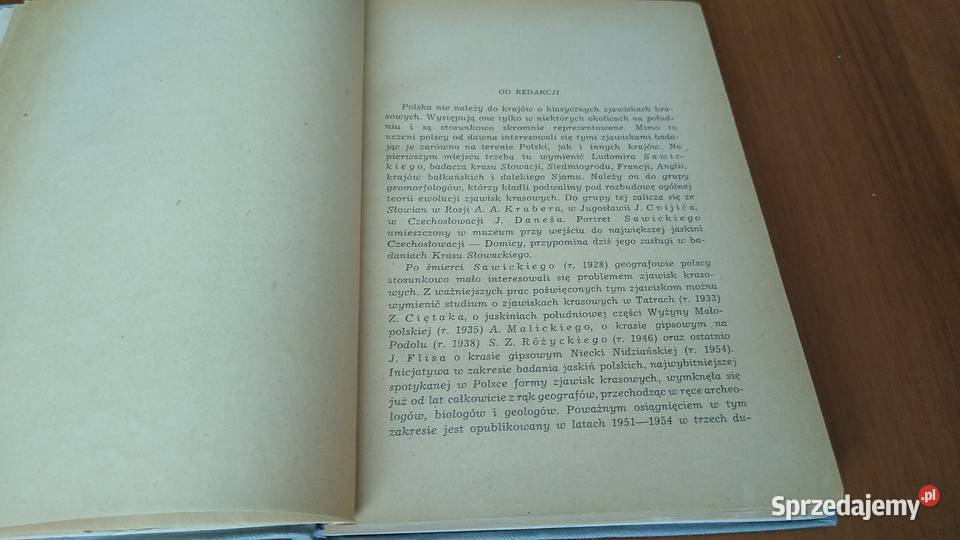 OD REDAKCJI
Polska nie należy do krajów o klasycznych zjawiskach kra-
sowych. Występują one tylko w niektórych okolicach na połud-
niu i są stosunkowo skromnie reprezentowane. Mimo to
uczeni polscy od dawna interesowali się tymi zjawiskami bada-
jąc je zarówno na terenie Polski, jak i innych krajów. Na
pierwszym miejscu trzeba tu wymienić Ludomira Sawic-
kiego, badacza krasu Słowacji, Siedmiogrodu, Francji, Anglii,
krajów bałkańskich i dalekiego Sjamu. Należy on do grupy
geomorfologów, którzy kładli podwaliny pod rozbudowę ogólnej
teorii ewolucji zjawisk krasowych. Do grupy tej zalicza się ze
Słowian w Rosji A. A. Krubera, w Jugosławii J. Cvijića,
w Czechosłowacji J. Daneša. Portret Sawickiego
umieszczony w muzeum przy wejściu do największej jaskini
Czechosłowacji — Domicy, przypomina dziś jego zasługi w ba-
daniach Krasu Słowackiego.
Po śmierci Sawickiego (r. 1928) geografowie polscy
stosunkowo mało interesowali się problemem zjawisk kraso-
wych. Z ważniejszych prac poświęconych tym zjawiskom można
wymienić studium o zjawiskach krasowych w Tatrach (r. 1933)
Z. Ciętaka, o jaskiniach południowej części Wyżyny Mało-
polskiej (r. 1935) A. Malickiego, o krasie gipsowym na
Podolu (r. 1938) S. Z. Różyckiego (r. 1946) oraz ostatnio
J. Flisa o krasie gipsowym Niecki Nidziańskiej (r. 1954).
Inicjatywa w zakresie badania jaskiń polskich, najwybitniejszej
spotykanej w Polsce formy zjawisk krasowych, wymknęła się
już od lat całkowicie z rąk geografów, przechodząc w ręce archeo-
logów, biologów i geologów. Poważnym osiągnięciem w tym
zakresie jest opublikowany w latach 1951—1954 w trzech du-
Sprzedajemy.pl